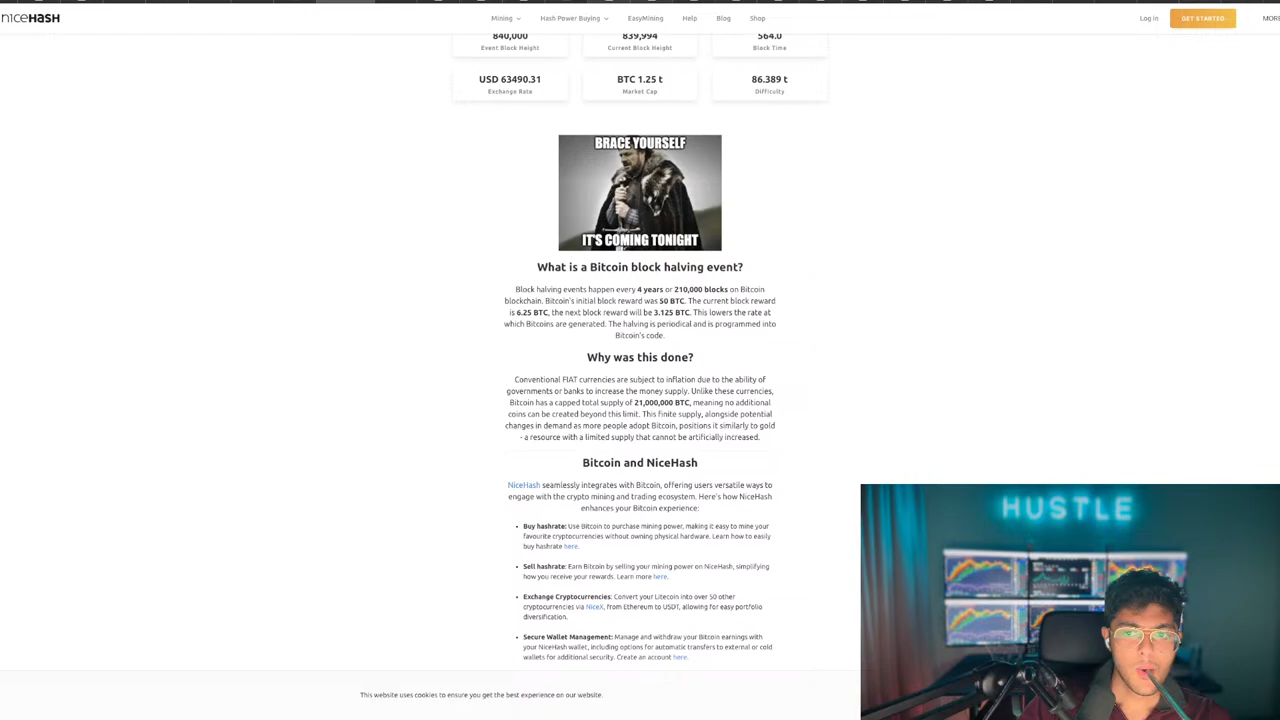 niceHASH
Mining
Hash Power Buying
EasyMining
Help
Blog
Shop
Log in
GET STARTED
MORE
840,000
Event Block Height
839,994
Current Block Height
564.0
Block Time
USD 63490.31
Exchange Rate
BTC 1.25 t
Market Cap
86.389 t
Difficulty
BRACE YOURSELF
IT'S COMING TONIGHT
What is a Bitcoin block halving event?
Block halving events happen every 4 years or 210,000 blocks on Bitcoin
blockchain. Bitcoin's initial block reward was 50 BTC. The current block reward
is 6.25 BTC, the next block reward will be 3.125 BTC. This lowers the rate at
which Bitcoins are generated. The halving is periodical and is programmed into
Bitcoin's code.
Why was this done?
Conventional FIAT currencies are subject to inflation due to the ability of
governments or banks to increase the money supply. Unlike these currencies,
Bitcoin has a capped total supply of 21,000,000 BTC, meaning no additional
coins can be created beyond this limit. This finite supply, alongside potential
changes in demand as more people adopt Bitcoin, positions it similarly to gold
- a resource with a limited supply that cannot be artificially increased.
Bitcoin and NiceHash
NiceHash seamlessly integrates with Bitcoin, offering users versatile ways to
engage with the crypto mining and trading ecosystem. Here's how NiceHash
enhances your Bitcoin experience:
• Buy hashrate: Use Bitcoin to purchase mining power, making it easy to mine your
favourite cryptocurrencies without owning physical hardware. Learn how to easily
buy hashrate here.
• Sell hashrate: Earn Bitcoin by selling your mining power on NiceHash, simplifying
how you receive your rewards. Learn more here.
• Exchange Cryptocurrencies: Convert your Litecoin into over 50 other
cryptocurrencies via NiceX, from Ethereum to USDT, allowing for easy portfolio
diversification.
• Secure Wallet Management: Manage and withdraw your Bitcoin earnings with
your NiceHash wallet, including options for automatic transfers to external or cold
wallets for additional security. Create an account here.
This website uses cookies to ensure you get the best experience on our website.
HUSTLE